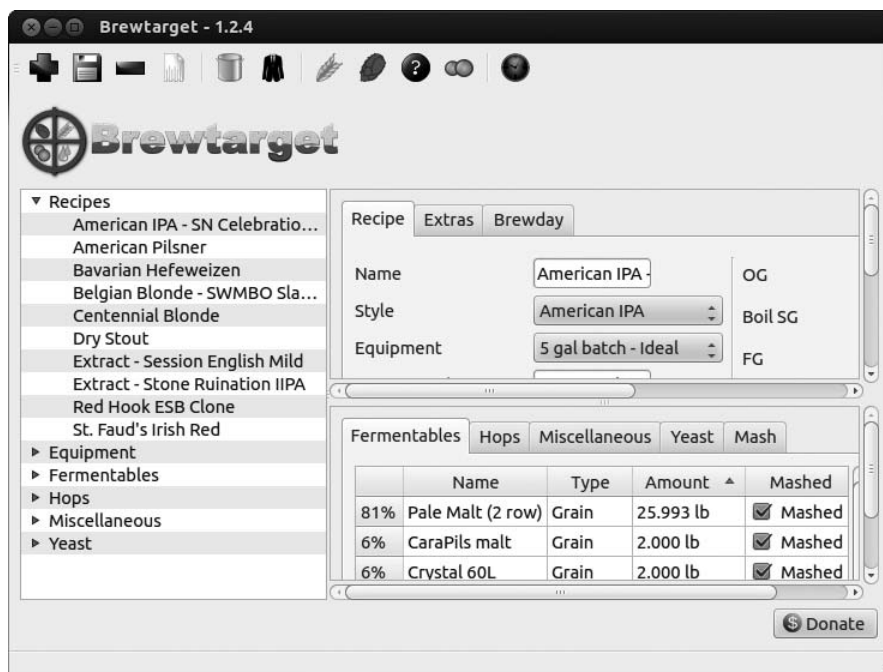 Brewtarget - 1.2.4
Brewtarget
Recipes
American IPA - SN Celebratio...
American Pilsner
Bavarian Hefeweizen
Belgian Blonde - SWMBO Sla...
Centennial Blonde
Dry Stout
Extract - Session English Mild
Extract - Stone Ruination IIPA
Red Hook ESB Clone
St. Faud's Irish Red
Equipment
Fermentables
Hops
Miscellaneous
Yeast
Recipe Extras Brewday
Name American IPA - OG
Style American IPA Boil SG
Equipment 5 gal batch - Ideal FG
Fermentables Hops Miscellaneous Yeast Mash
Name Type Amount Mashed
81% Pale Malt (2 row) Grain 25.993 lb Mashed
6% CaraPils malt Grain 2.000 lb Mashed
6% Crystal 60L Grain 2.000 lb Mashed
Donate